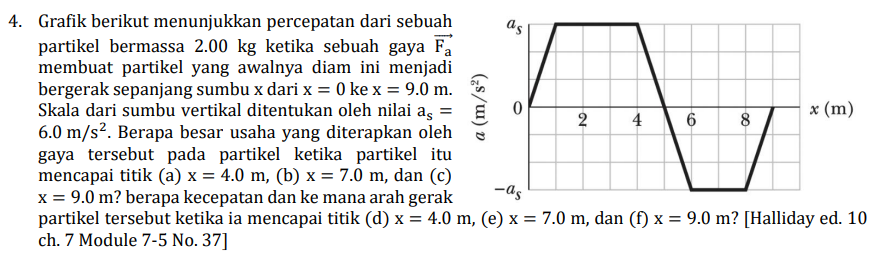 4. Grafik berikut menunjukkan percepatan dari sebuah
partikel bermassa 2.00 kg ketika sebuah gaya F⃗ₐ
membuat partikel yang awalnya diam ini menjadi
bergerak sepanjang sumbu x dari x = 0 ke x = 9.0 m.
Skala dari sumbu vertikal ditentukan oleh nilai aₛ =
6.0 m/s². Berapa besar usaha yang diterapkan oleh
gaya tersebut pada partikel ketika partikel itu
mencapai titik (a) x = 4.0 m, (b) x = 7.0 m, dan (c)
x = 9.0 m? berapa kecepatan dan ke mana arah gerak
partikel tersebut ketika ia mencapai titik (d) x = 4.0 m, (e) x = 7.0 m, dan (f) x = 9.0 m? [Halliday ed. 10
ch. 7 Module 7-5 No. 37]
aₛ
a (m/s²)
0
2 4 6 8
x (m)
−aₛ